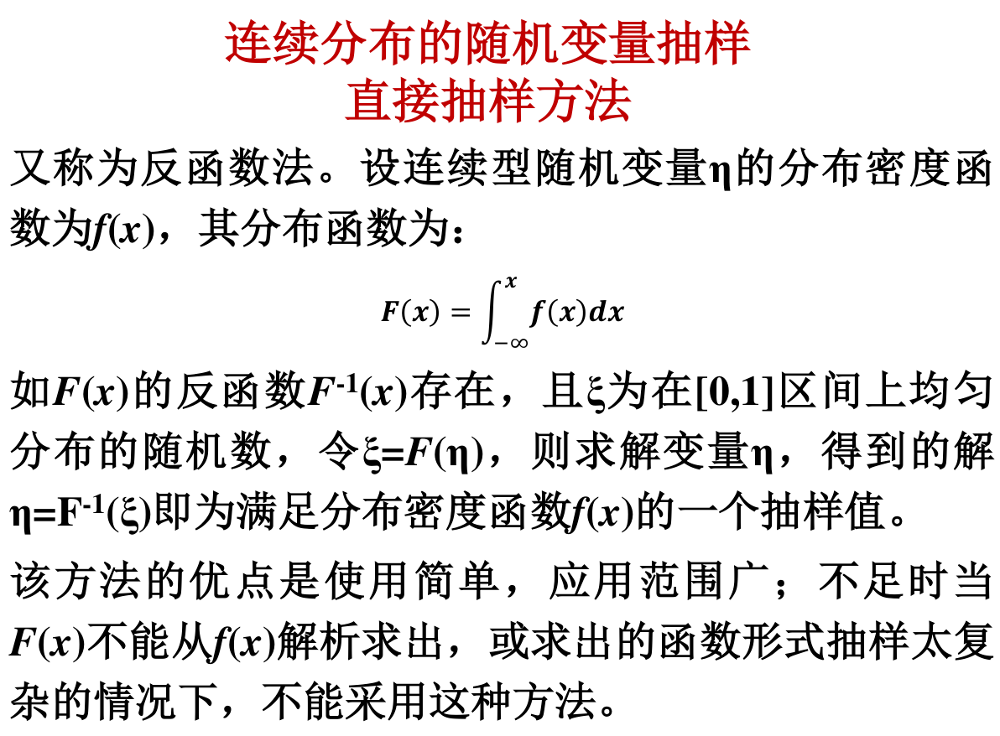 连续分布的随机变量抽样
直接抽样方法
又称为反函数法。设连续型随机变量η的分布密度函
数为f(x)，其分布函数为：
F(x) = ∫_{-∞}^{x} f(x)dx
如F(x)的反函数F⁻¹(x)存在，且ξ为在[0,1]区间上均匀
分布的随机数，令ξ=F(η)，则求解变量η，得到的解
η=F⁻¹(ξ)即为满足分布密度函数f(x)的一个抽样值。
该方法的优点是使用简单，应用范围广；不足时当
F(x)不能从f(x)解析求出，或求出的函数形式抽样太复
杂的情况下，不能采用这种方法。